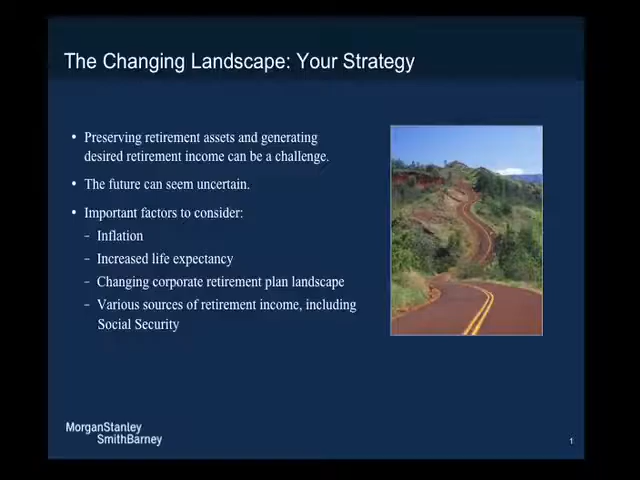 The Changing Landscape: Your Strategy
• Preserving retirement assets and generating
desired retirement income can be a challenge.
• The future can seem uncertain.
• Important factors to consider:
- Inflation
- Increased life expectancy
- Changing corporate retirement plan landscape
- Various sources of retirement income, including
Social Security
MorganStanley
SmithBarney
1